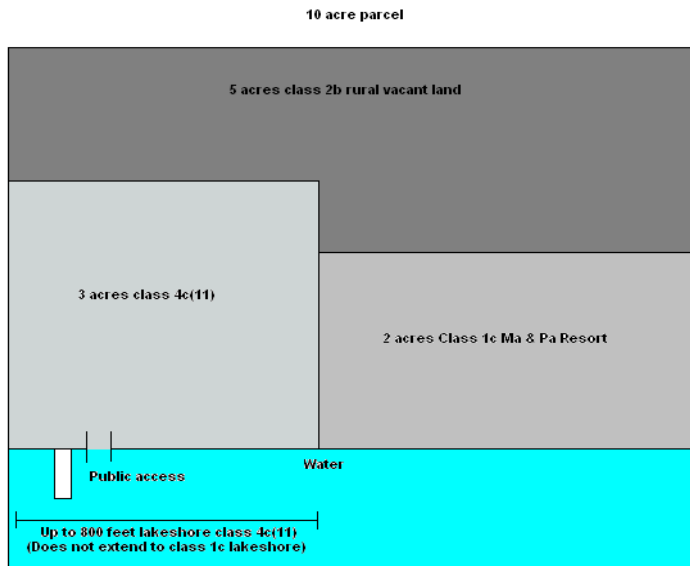 10 acre parcel
5 acres class 2b rural vacant land
3 acres class 4c(11)
2 acres Class 1c Ma & Pa Resort
Public access
Water
Up to 800 feet lakeshore class 4c(11)
(Does not extend to class 1c lakeshore)